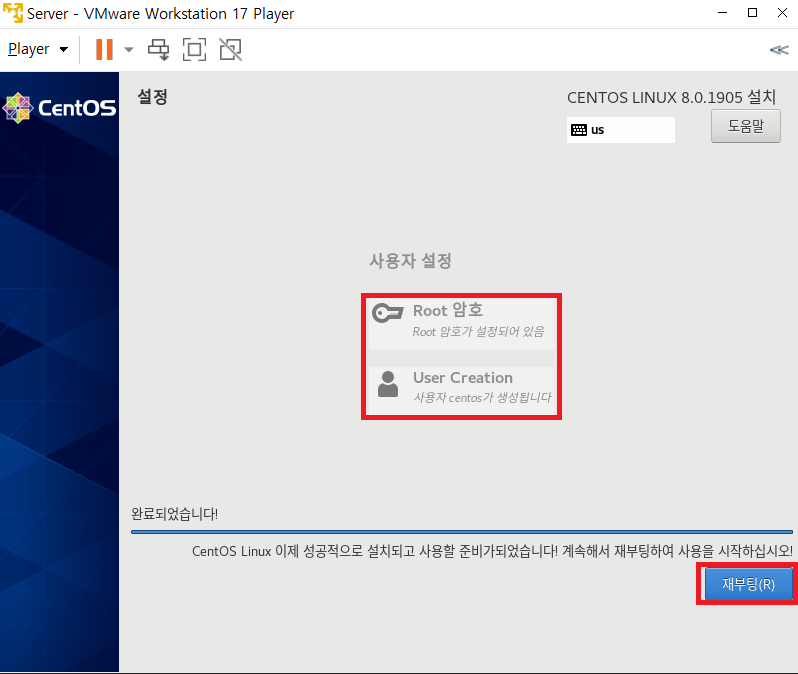 Server - VMware Workstation 17 Player
Player
CentOS
설정
CENTOS LINUX 8.0.1905 설치
us
도움말
사용자 설정
Root 암호
Root 암호가 설정되어 있음
User Creation
사용자 centos가 생성됩니다
완료되었습니다!
CentOS Linux 이제 성공적으로 설치되고 사용할 준비가되었습니다! 계속해서 재부팅하여 사용을 시작하십시오!
재부팅(R)